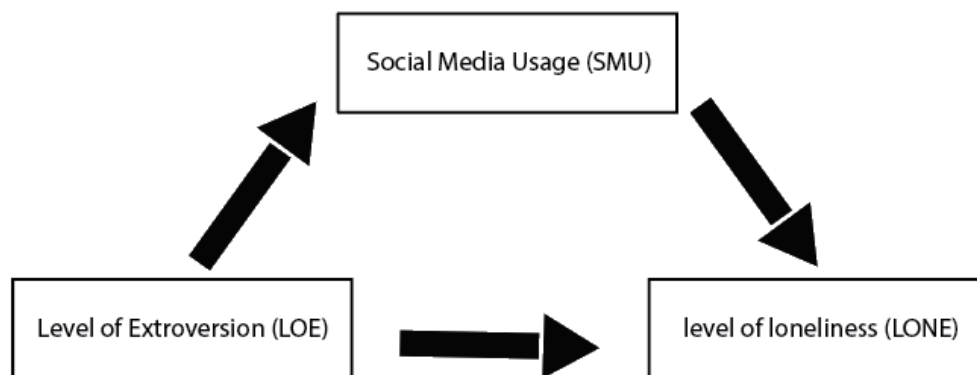 Social Media Usage (SMU)
Level of Extroversion (LOE)
level of loneliness (LONE)